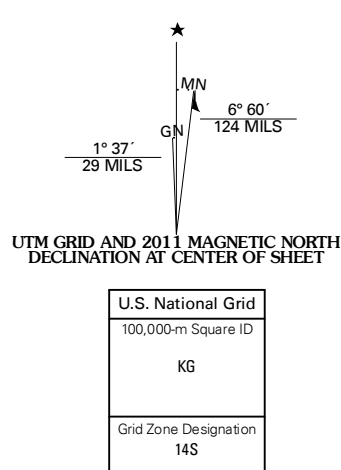 MN
6° 60´
124 MILS
GN
1° 37´
29 MILS
UTM GRID AND 2011 MAGNETIC NORTH
DECLINATION AT CENTER OF SHEET
U.S. National Grid
100,000-m Square ID
KG
Grid Zone Designation
14S